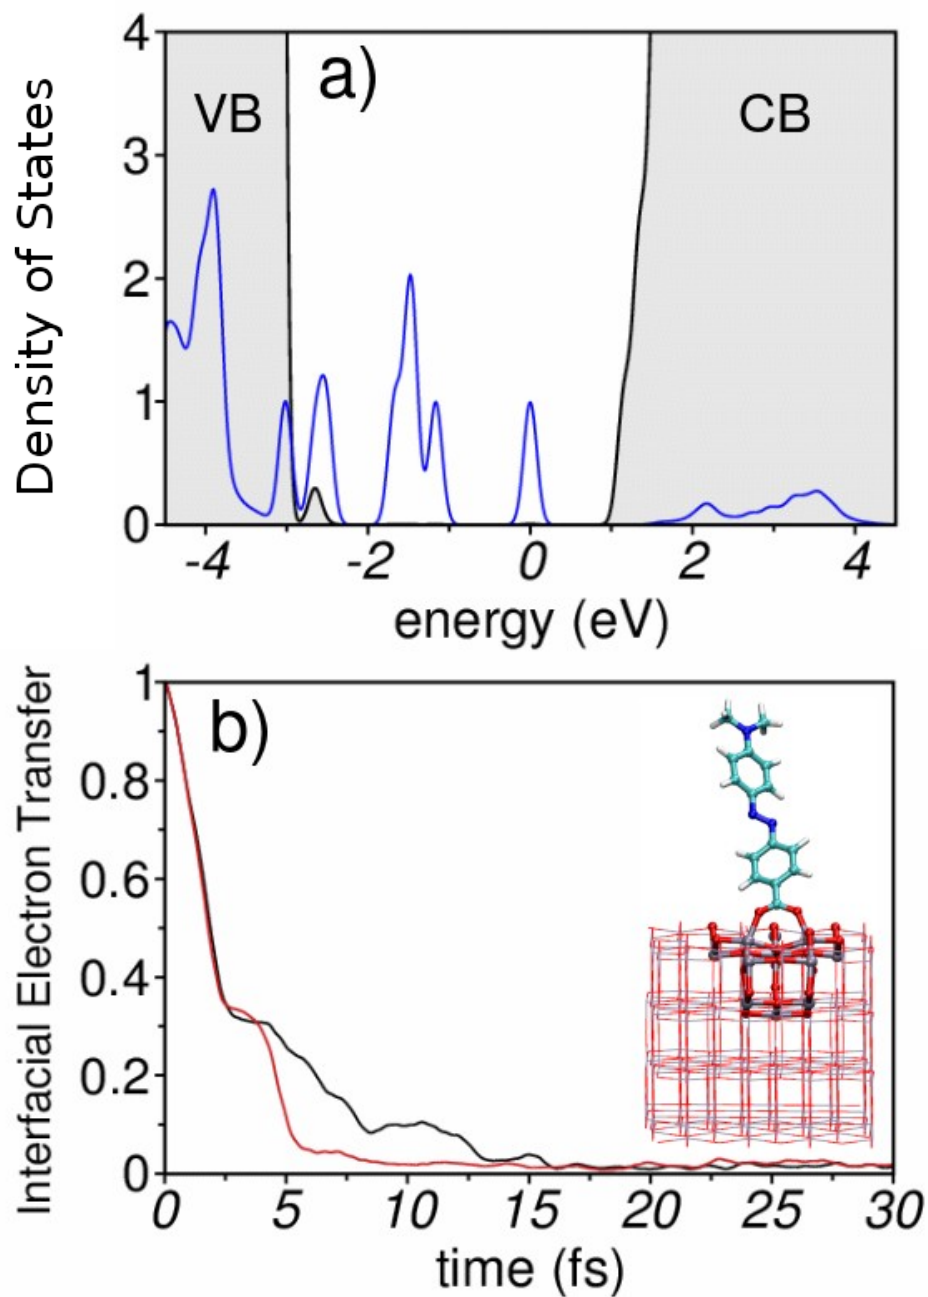 4
a)
VB
CB
3
2
1
0
Density of States
-4 -2 0 2 4
energy (eV)
1
b)
0.8
0.6
0.4
0.2
0
Interfacial Electron Transfer
0 5 10 15 20 25 30
time (fs)